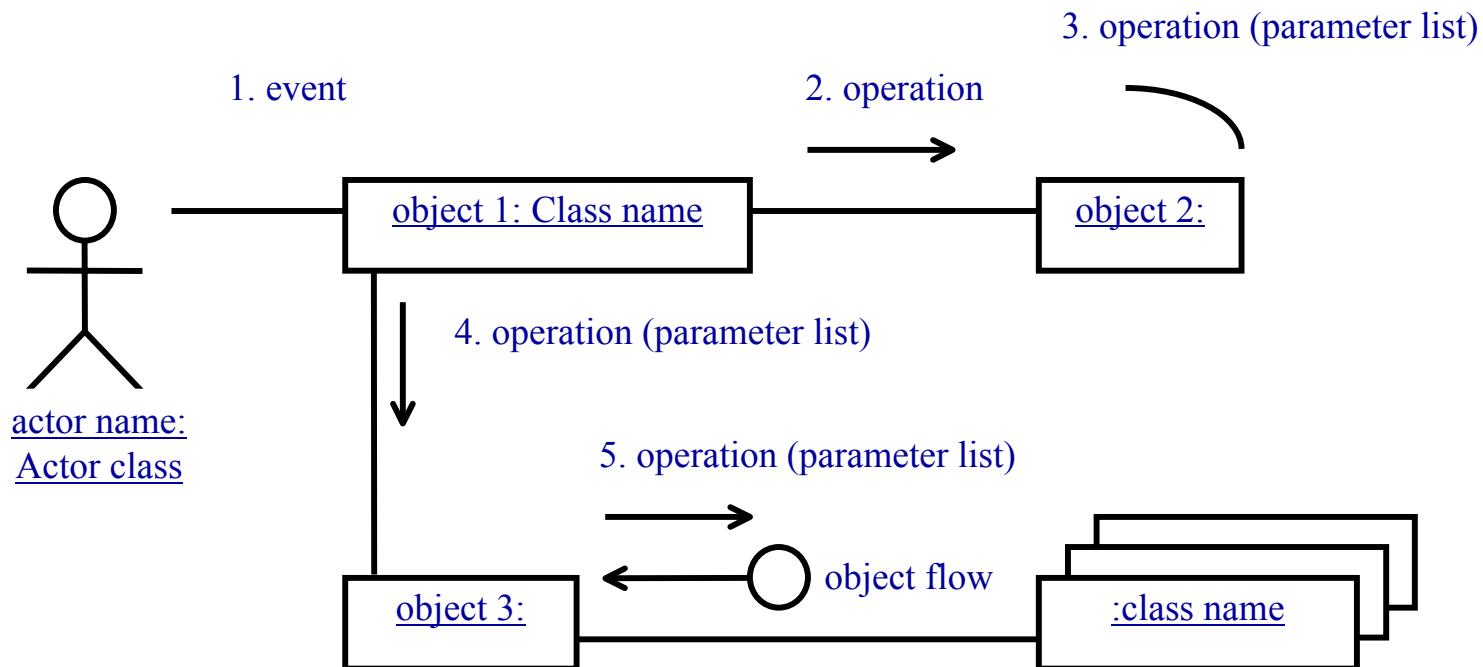 3. operation (parameter list)
1. event
2. operation
object 1: Class name
object 2:
4. operation (parameter list)
actor name:
Actor class
5. operation (parameter list)
object flow
object 3:
:class name